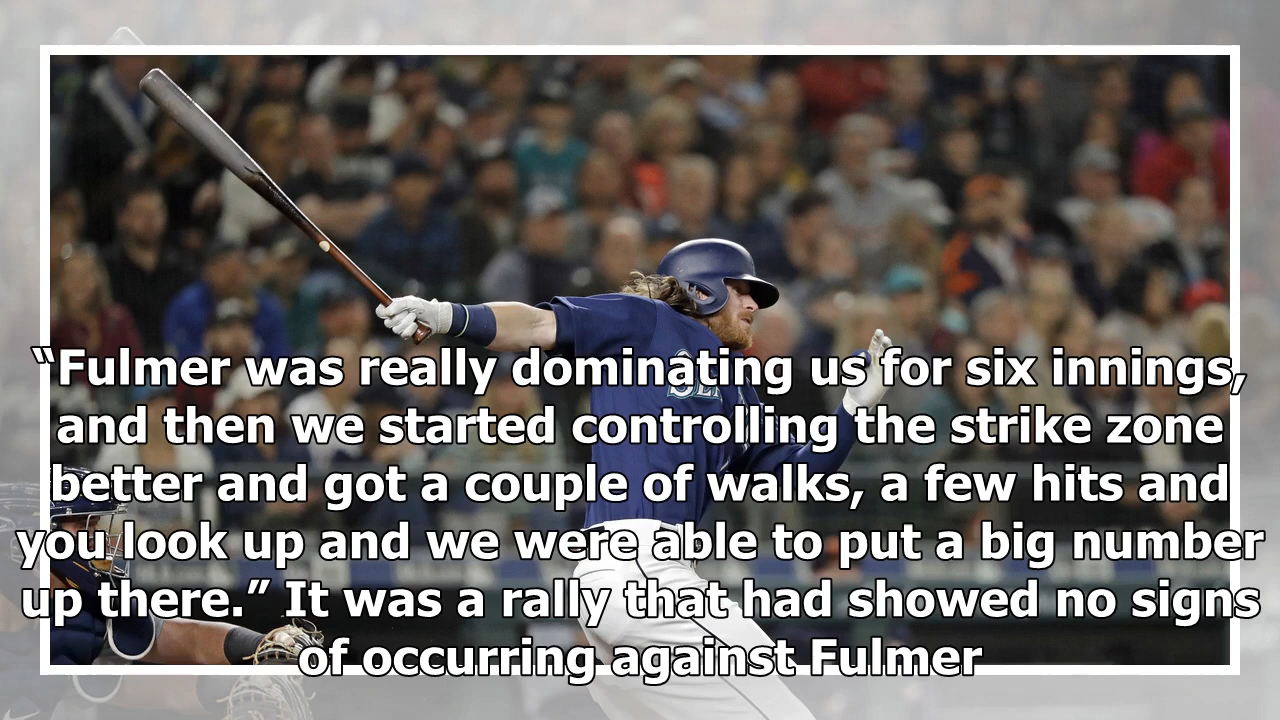 “Fulmer was really dominating us for six innings,
and then we started controlling the strike zone
better and got a couple of walks, a few hits and
you look up and we were able to put a big number
up there.” It was a rally that had showed no signs
of occurring against Fulmer